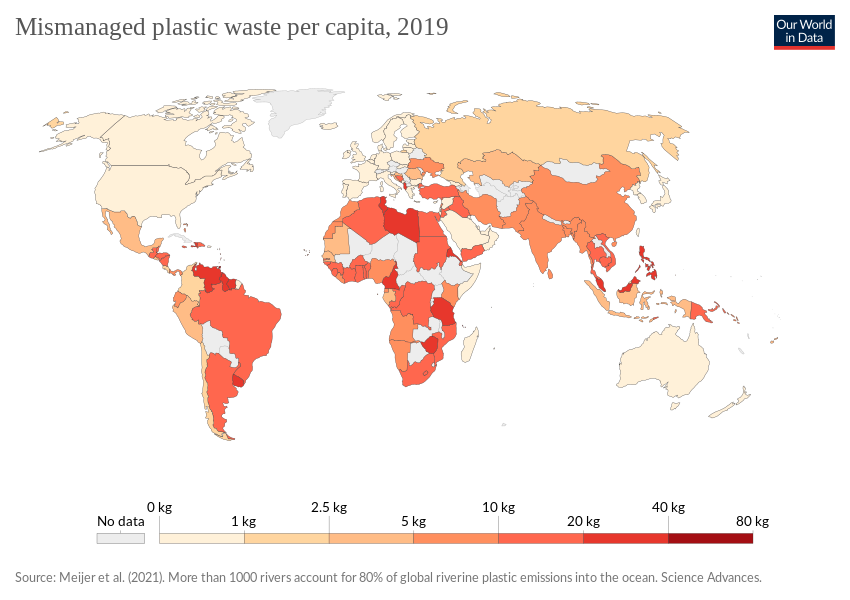 Mismanaged plastic waste per capita, 2019
Our World
in Data
No data
0 kg
1 kg
2.5 kg
5 kg
10 kg
20 kg
40 kg
80 kg
Source: Meijer et al. (2021). More than 1000 rivers account for 80% of global riverine plastic emissions into the ocean. Science Advances.